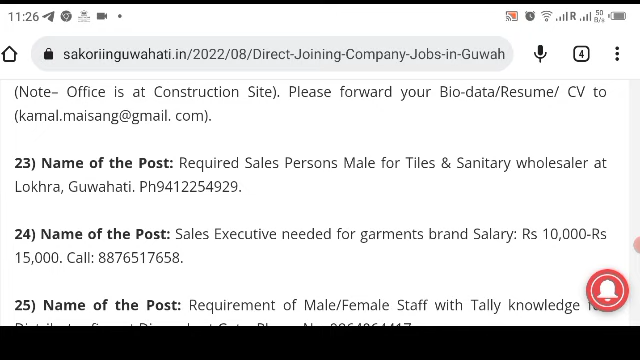 11:26 50 B/s
sakoriinguwahati.in/2022/08/Direct-Joining-Company-Jobs-in-Guwah 4
(Note– Office is at Construction Site). Please forward your Bio-data/Resume/ CV to
(kamal.maisang@gmail. com).
23) Name of the Post: Required Sales Persons Male for Tiles & Sanitary wholesaler at
Lokhra, Guwahati. Ph9412254929.
24) Name of the Post: Sales Executive needed for garments brand Salary: Rs 10,000-Rs
15,000. Call: 8876517658.
25) Name of the Post: Requirement of Male/Female Staff with Tally knowledge